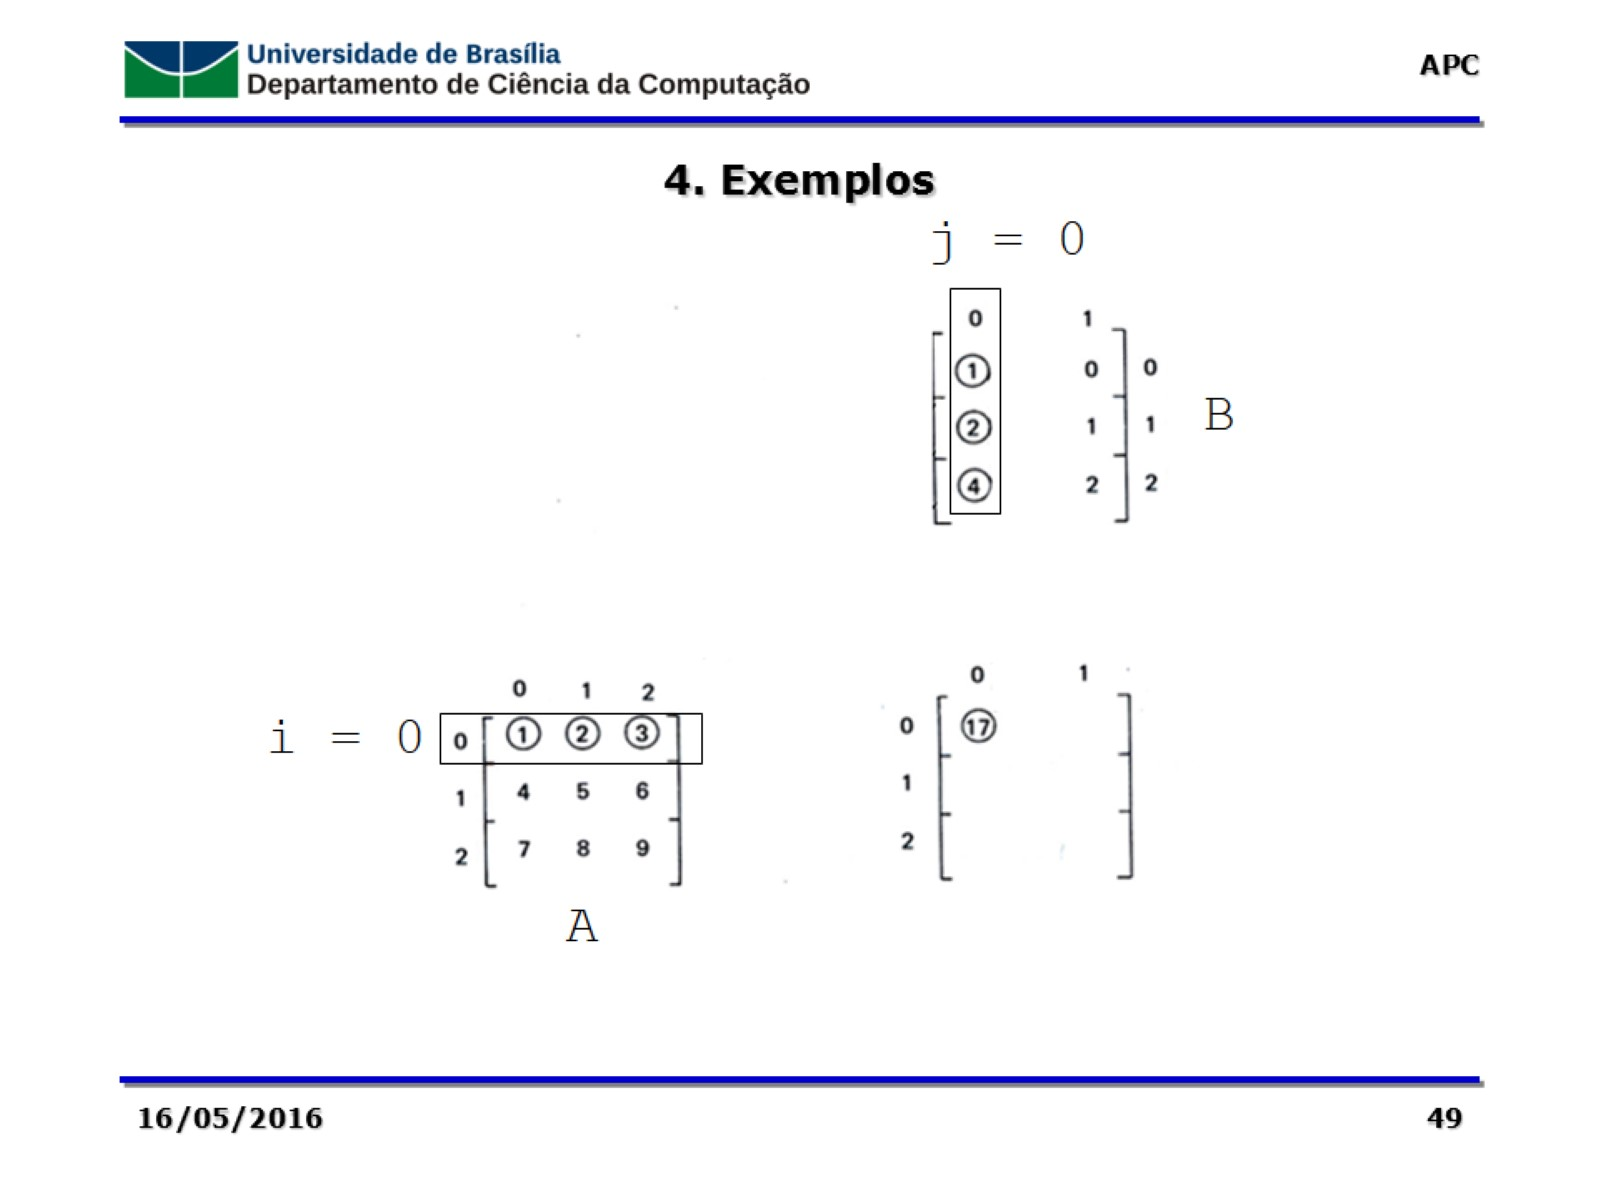 Universidade de Brasília
Departamento de Ciência da Computação
APC
4. Exemplos
j = 0
0 1
1 0 0
2 1 1
B
4 2 2
0 1 2
i = 0 0 1 2 3
1 4 5 6
2 7 8 9
A
0 1
0 17
1
2
16/05/2016
49